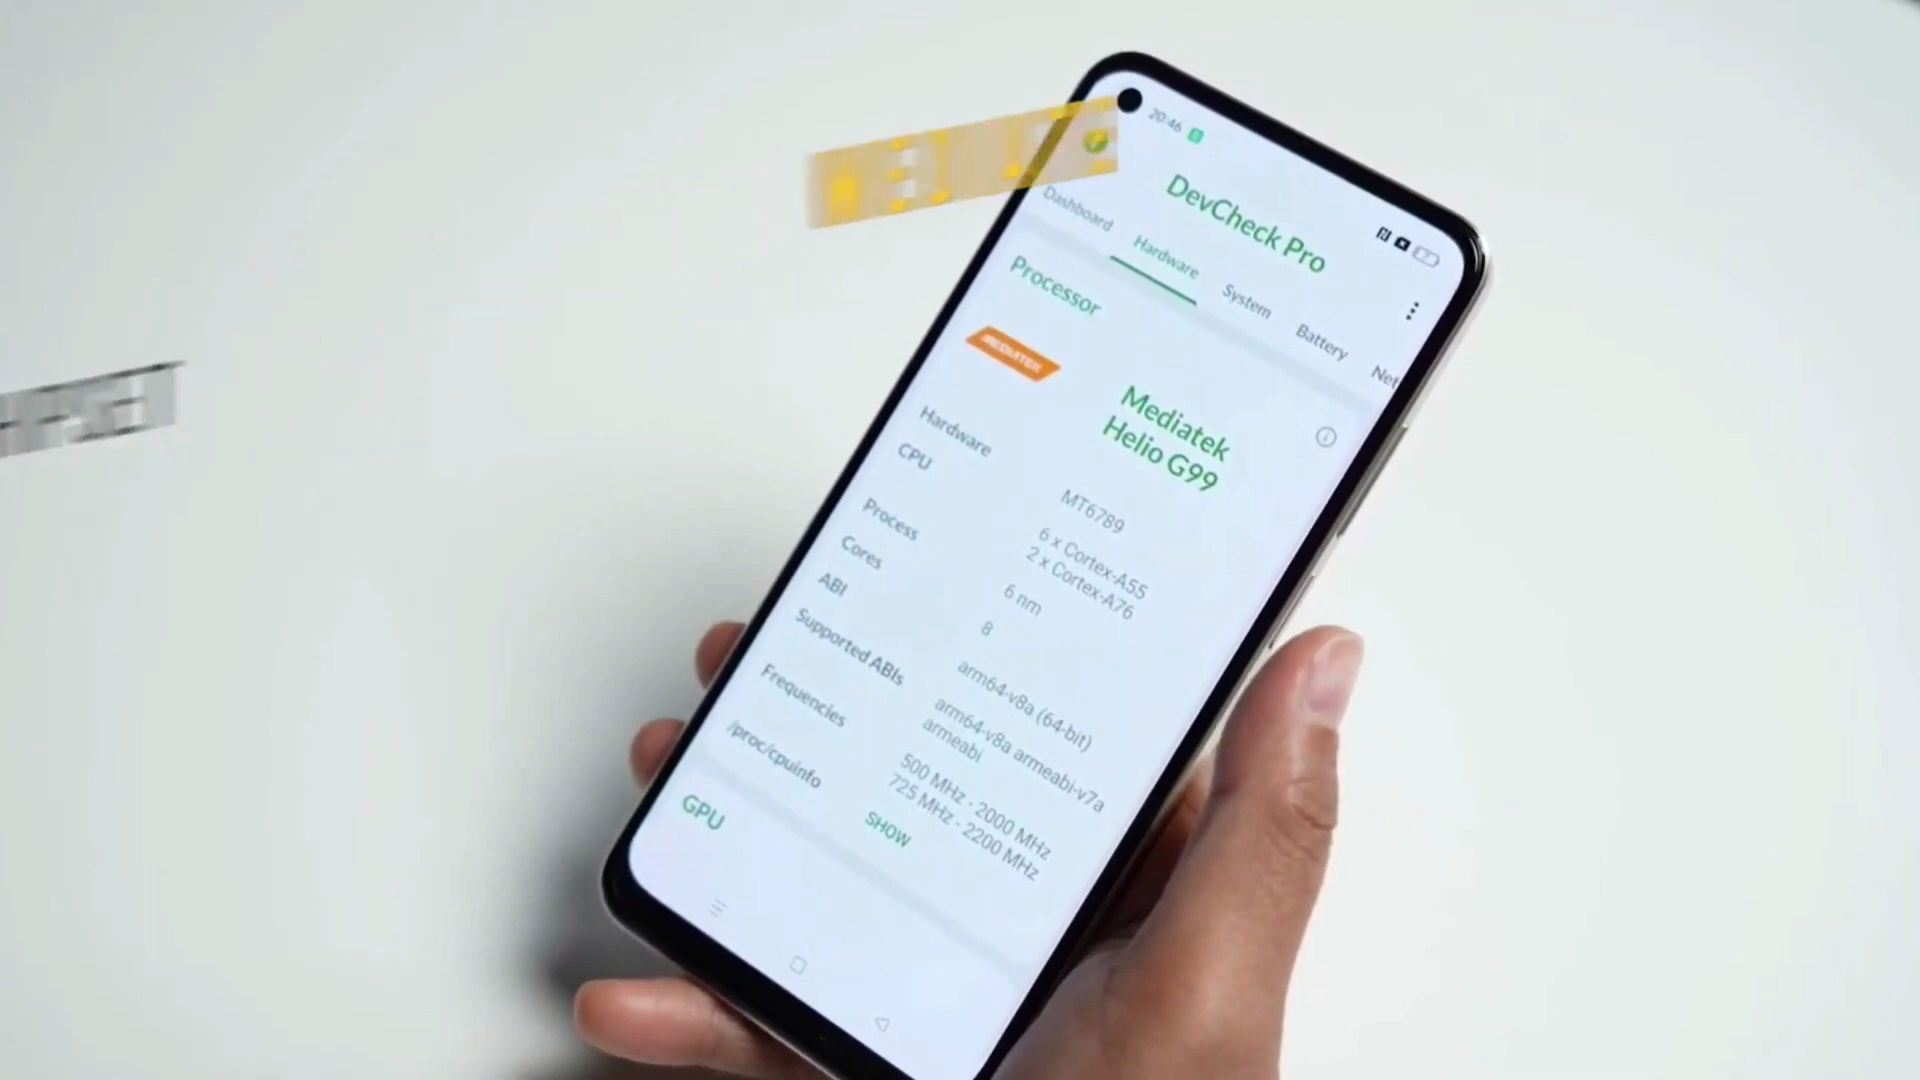 20:46
DevCheck Pro
Dashboard
Hardware
System
Battery
Net
Processor
MEDIATEK
Mediatek
Helio G99
Hardware
MT6789
CPU
6 x Cortex-A55
2 x Cortex-A76
Process
6 nm
Cores
8
ABI
arm64-v8a (64-bit)
Supported ABIs
arm64-v8a armeabi-v7a
armeabi
Frequencies
500 MHz - 2000 MHz
725 MHz - 2200 MHz
/proc/cpuinfo
SHOW
GPU